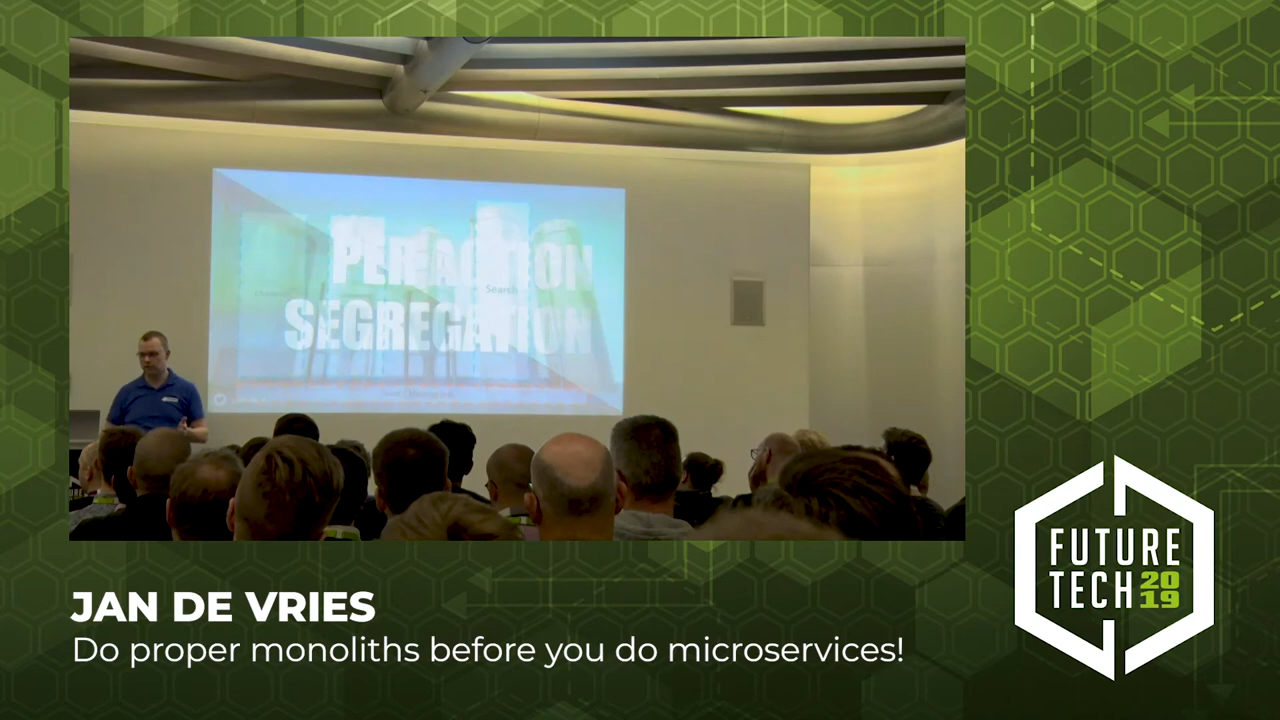 Search
SEGREGATION
JAN DE VRIES
Do proper monoliths before you do microservices!
FUTURE
TECH 20
19